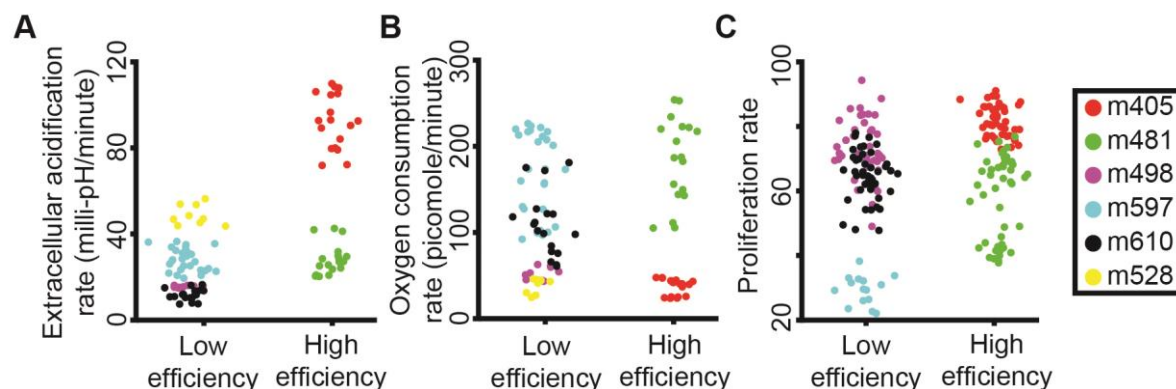 A
Extracellular acidification
rate (milli-pH/minute)
120
80
40
0
Low
efficiency
High
efficiency
B
Oxygen consumption
rate (picomole/minute)
300
200
100
0
Low
efficiency
High
efficiency
C
Proliferation rate
100
60
20
Low
efficiency
High
efficiency
m405
m481
m498
m597
m610
m528